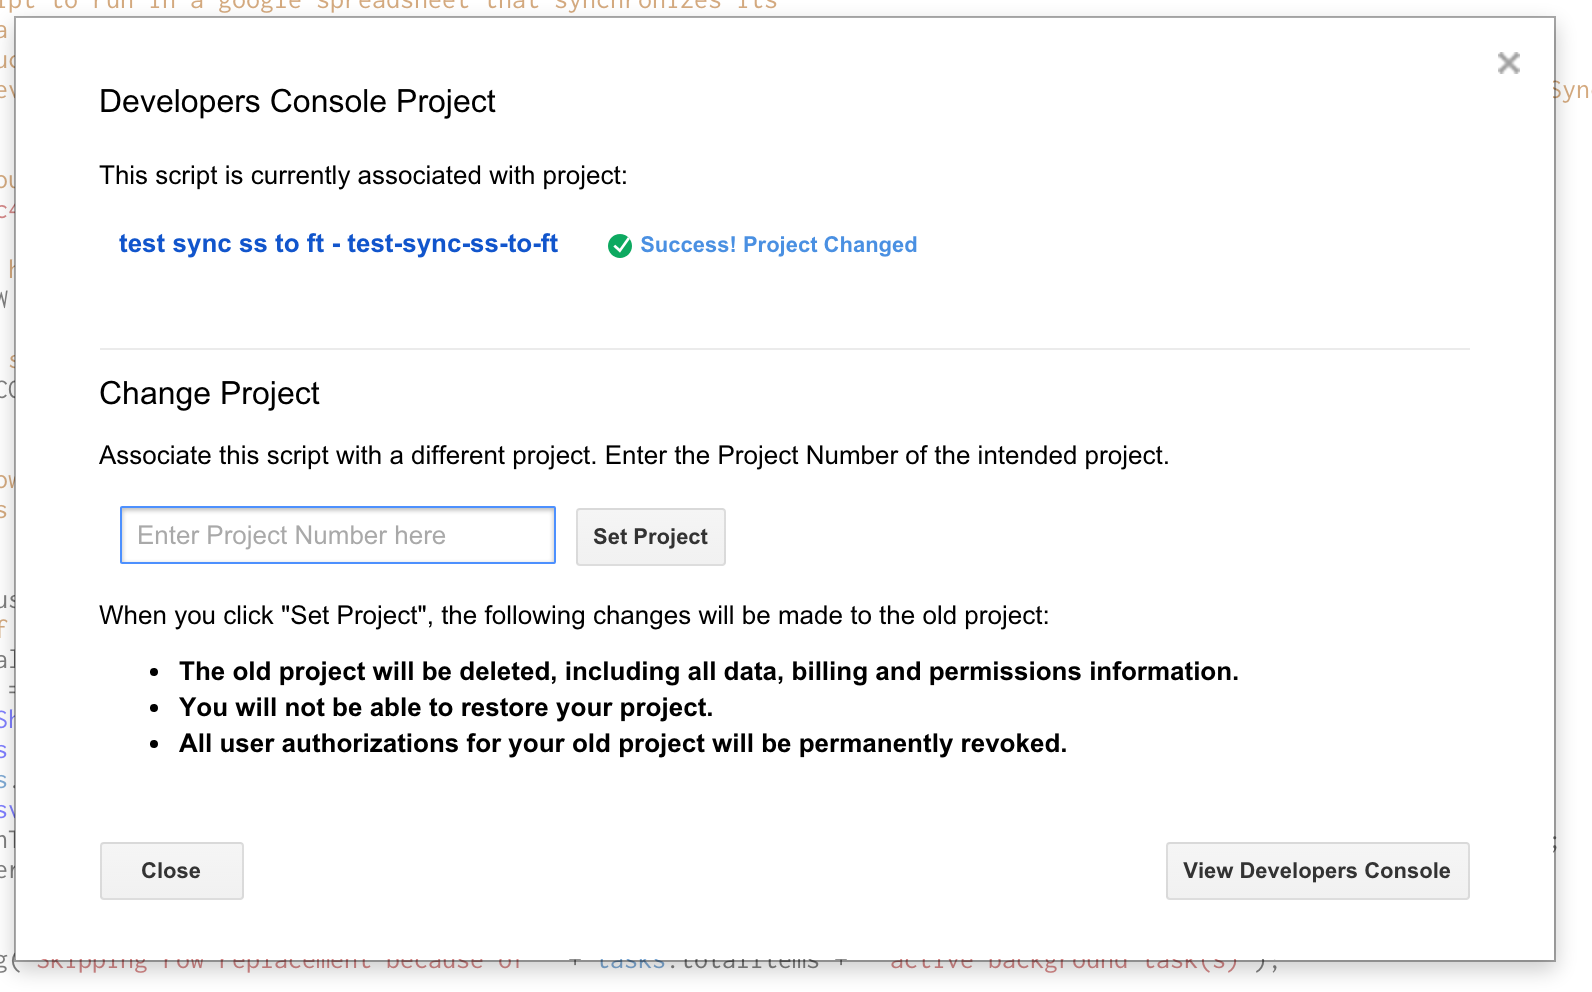 ipt to run in a google spreadsheet that synchronizes its
Developers Console Project
This script is currently associated with project:
test sync ss to ft - test-sync-ss-to-ft
Success! Project Changed
Change Project
Associate this script with a different project. Enter the Project Number of the intended project.
Enter Project Number here
Set Project
When you click "Set Project", the following changes will be made to the old project:
• The old project will be deleted, including all data, billing and permissions information.
• You will not be able to restore your project.
• All user authorizations for your old project will be permanently revoked.
Close
View Developers Console
g("Skipping row replacement because of " + tasks.totalItems + " active background task(s)");